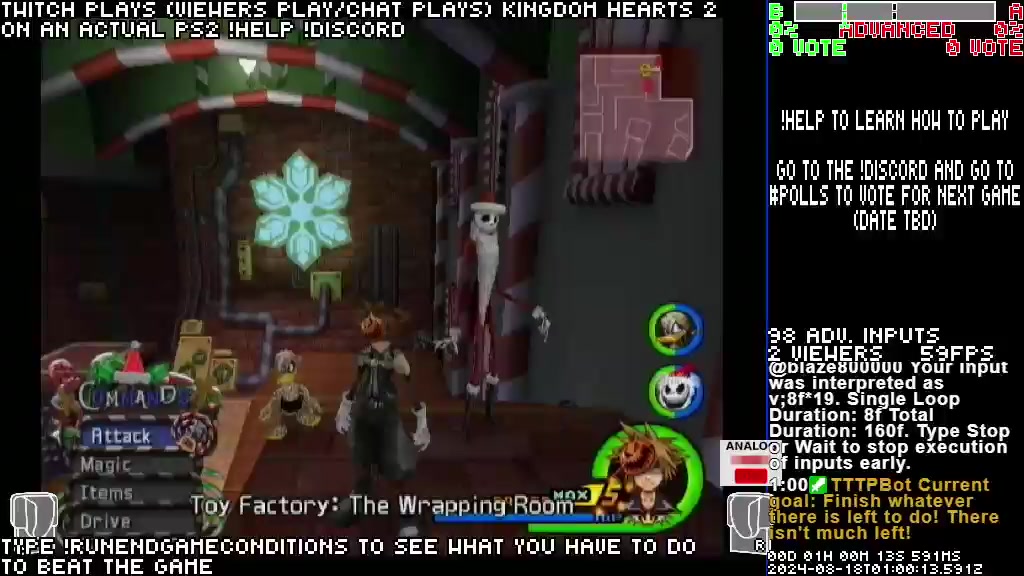 TWITCH PLAYS (VIEWERS PLAY/CHAT PLAYS) KINGDOM HEARTS 2
ON AN ACTUAL PS2 !HELP !DISCORD
B A
0% ADVANCED 0%
0 VOTE 0 VOTE
!HELP TO LEARN HOW TO PLAY
GO TO THE !DISCORD AND GO TO
#POLLS TO VOTE FOR NEXT GAME
(DATE TBD)
98 ADV. INPUTS
2 VIEWERS 59FPS
@blaze800000 Your input
was interpreted as
v;8f*19. Single Loop
Duration: 8f Total
Duration: 160f. Type Stop
or Wait to stop execution
of inputs early.
1:00 TTTPBot Current
goal: Finish whatever
there is left to do! There
isn't much left!
00D 01H 00M 13S 591MS
2024-08-18T01:00:13.591Z
COMMANDS
Attack
Magic
Items
Drive
Toy Factory: The Wrapping Room
MAX 5
ANALOG
R
TYPE !RUNENDGAMECONDITIONS TO SEE WHAT YOU HAVE TO DO
TO BEAT THE GAME